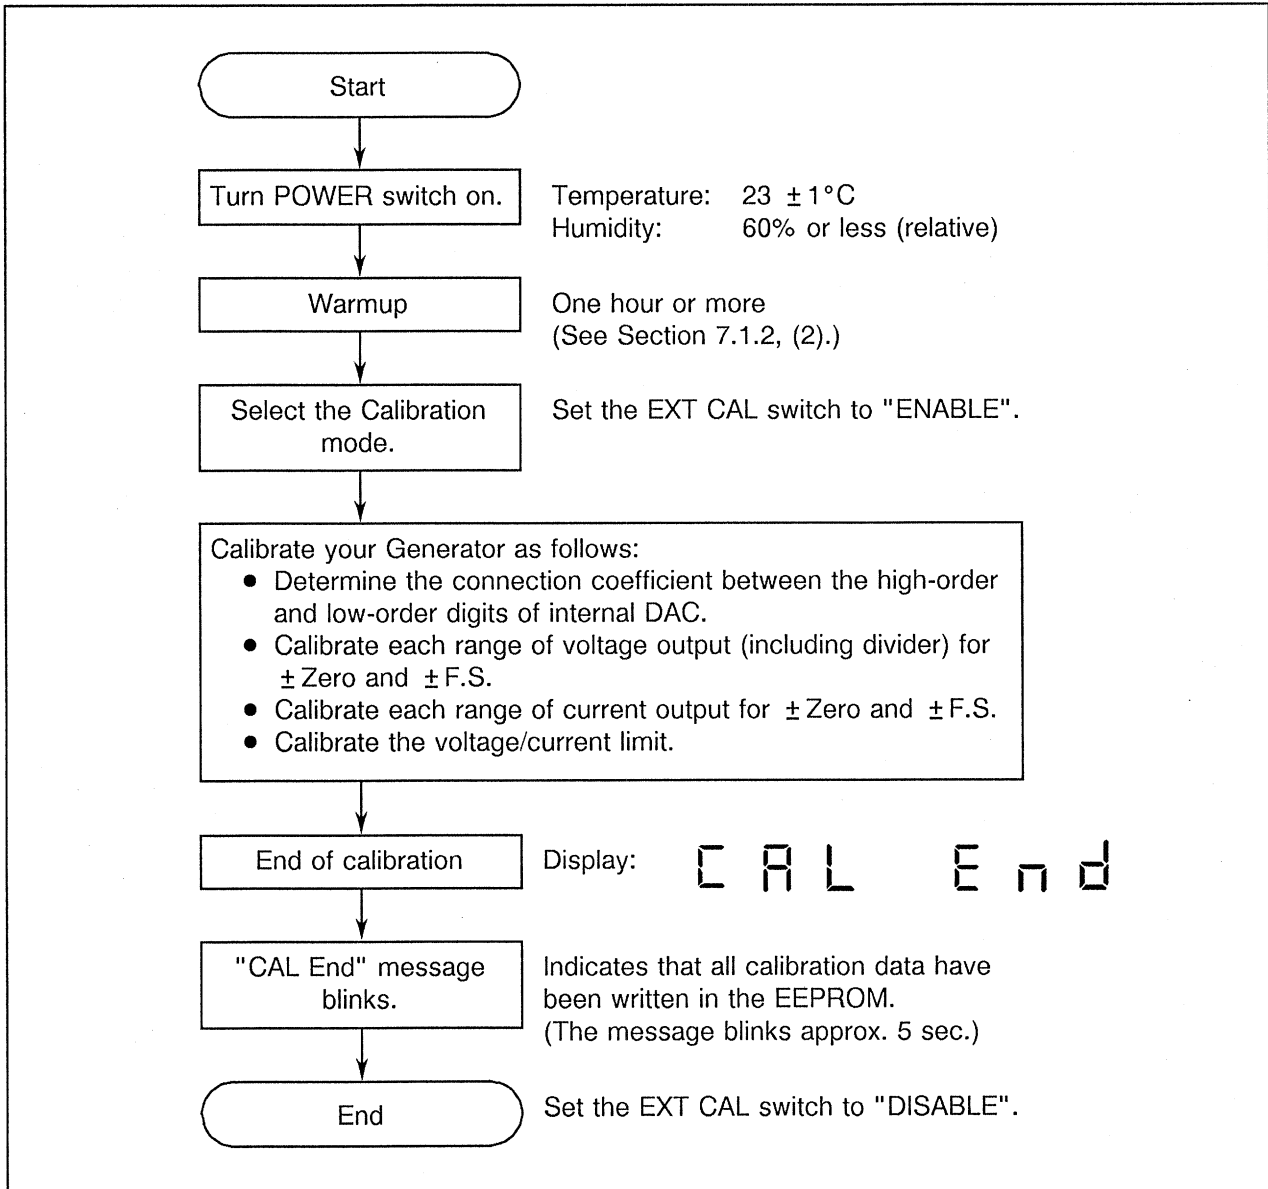 Start
Turn POWER switch on.
Temperature: 23 ±1°C
Humidity: 60% or less (relative)
Warmup
One hour or more
(See Section 7.1.2, (2).)
Select the Calibration
mode.
Set the EXT CAL switch to "ENABLE".
Calibrate your Generator as follows:
● Determine the connection coefficient between the high-order
and low-order digits of internal DAC.
● Calibrate each range of voltage output (including divider) for
±Zero and ±F.S.
● Calibrate each range of current output for ±Zero and ±F.S.
● Calibrate the voltage/current limit.
End of calibration
Display: CAL End
"CAL End" message
blinks.
Indicates that all calibration data have
been written in the EEPROM.
(The message blinks approx. 5 sec.)
End
Set the EXT CAL switch to "DISABLE".